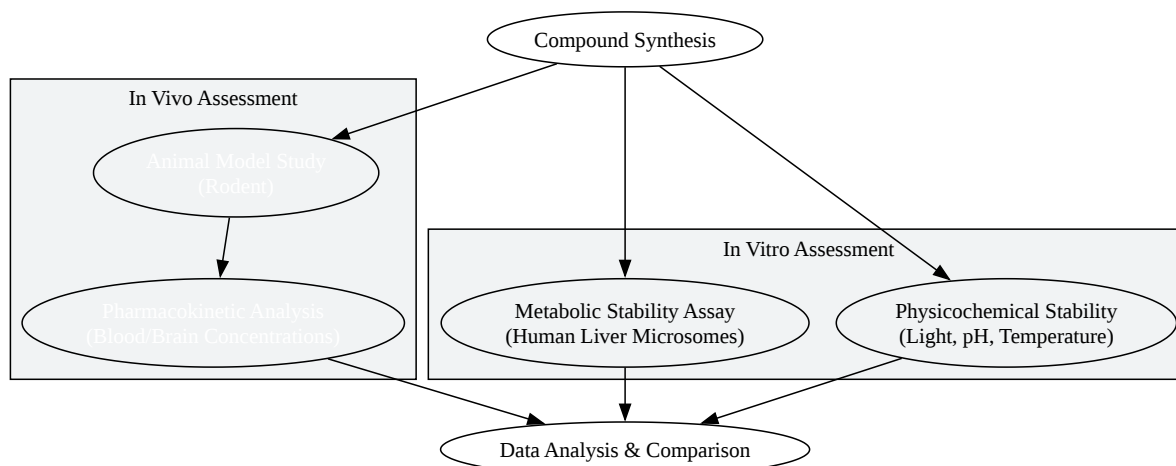 Compound Synthesis
In Vivo Assessment
Animal Model Study
(Rodent)
Pharmacokinetic Analysis
(Blood/Brain Concentrations)
In Vitro Assessment
Metabolic Stability Assay
(Human Liver Microsomes)
Physicochemical Stability
(Light, pH, Temperature)
Data Analysis & Comparison